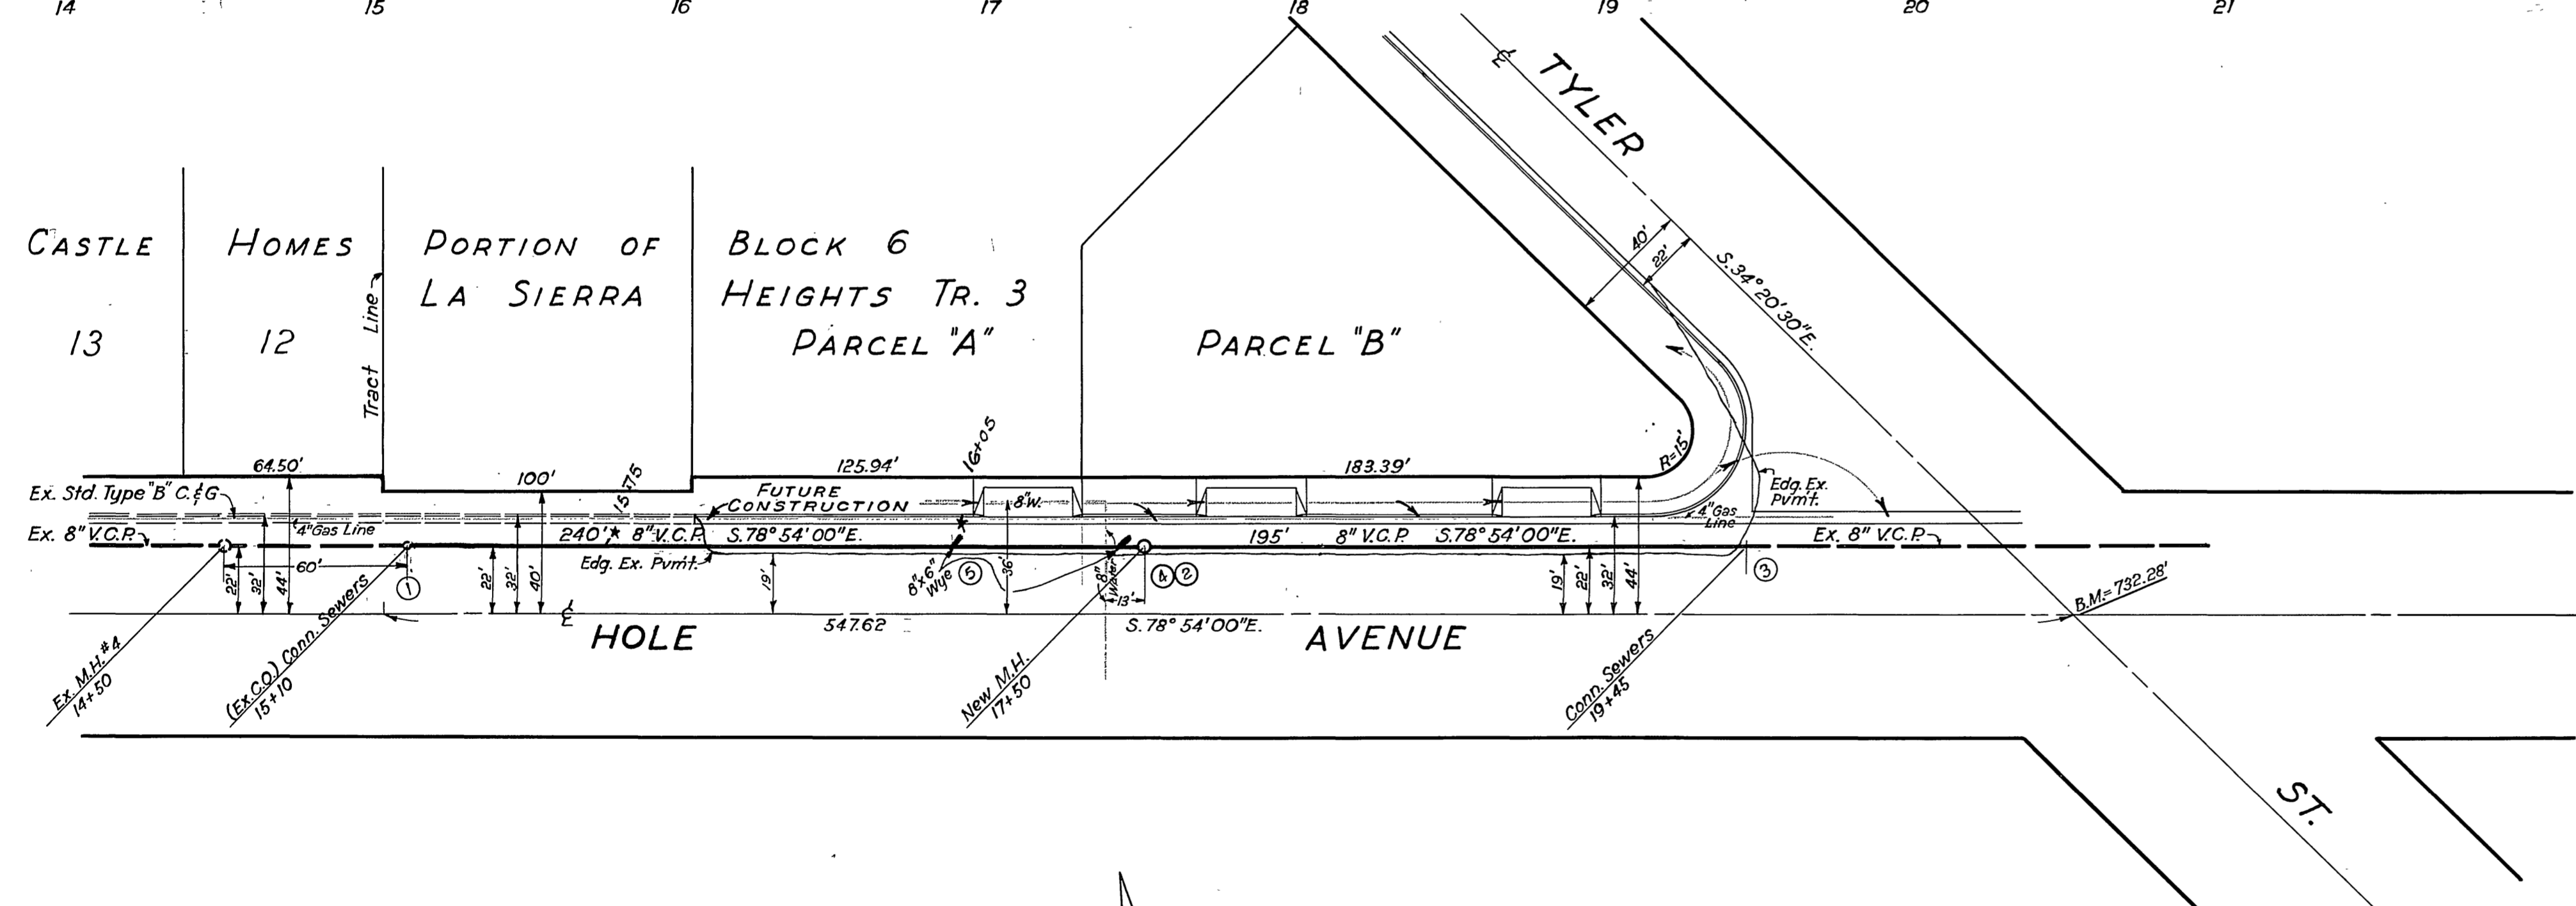 14 15 16 17 18 19 20 21
℄ TYLER
40'
22'
S.34°20'30"E.
CASTLE HOMES PORTION OF BLOCK 6
LA SIERRA HEIGHTS TR. 3
13 12 PARCEL "A" PARCEL "B"
Tract Line
R=15'
64.50' 100' 125.94' 183.39'
15+75
16+05
Ex. Std. Type "B" C.&G.
FUTURE
CONSTRUCTION
8"W.
4" Gas Line
4" Gas
Line
Edg. Ex.
Pvm't.
Ex. 8" V.C.P.
240'* 8" V.C.P. S.78°54'00"E.
195' 8" V.C.P. S.78°54'00"E.
Ex. 8" V.C.P.
Edg. Ex. Pvm't.
60'
22' 32' 44'
1
22' 32' 40'
19'
8"x6"
Wye
5
36'
8"
Water
13'
4 2
19' 22' 32' 44'
3
B.M.= 732.28'
℄
HOLE 547.62 S.78°54'00"E. AVENUE
Ex. M.H. #4
14+50
(Ex. C.O.) Conn. Sewers
15+10
New M.H.
17+50
Conn. Sewers
19+45
ST.